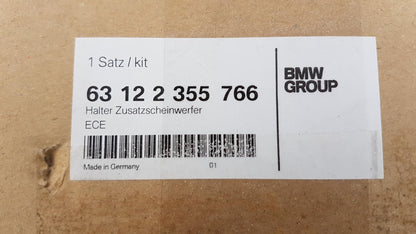 1 Satz / kit
63 12 2 355 766
Halter Zusatzscheinwerfer
ECE
Made in Germany 01
BMW
GROUP